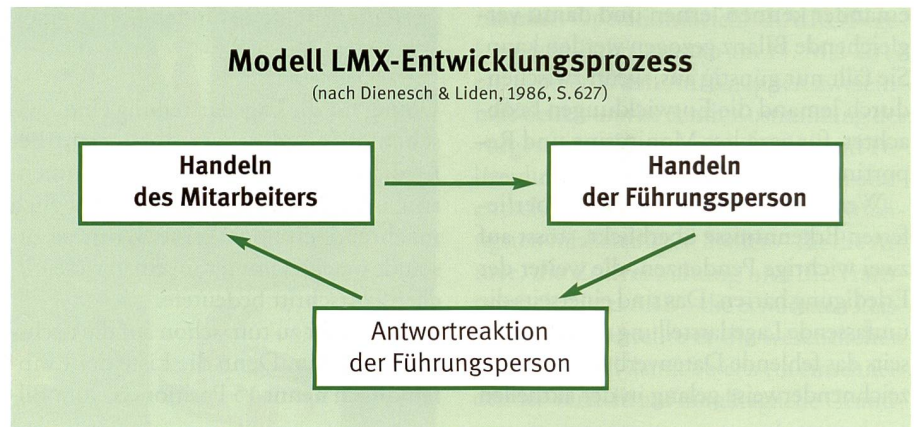 Modell LMX-Entwicklungsprozess
(nach Dienesch & Liden, 1986, S. 627)
Handeln
des Mitarbeiters
Handeln
der Führungsperson
Antwortreaktion
der Führungsperson